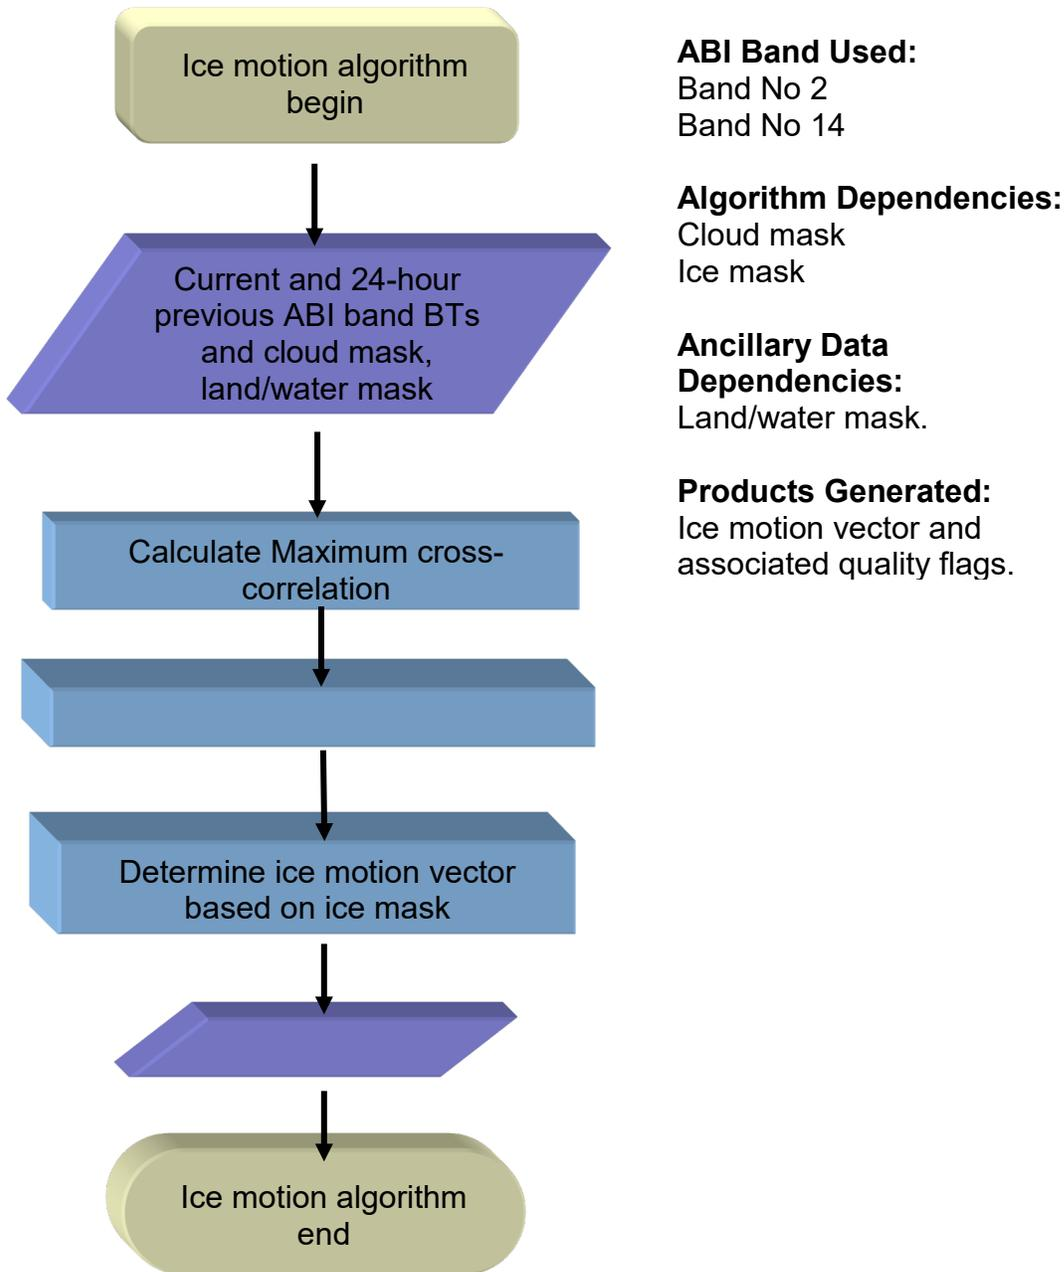 Ice motion algorithm
begin
Current and 24-hour
previous ABI band BTs
and cloud mask,
land/water mask
Calculate Maximum cross-
correlation
Determine ice motion vector
based on ice mask
Ice motion algorithm
end
ABI Band Used:
Band No 2
Band No 14
Algorithm Dependencies:
Cloud mask
Ice mask
Ancillary Data
Dependencies:
Land/water mask.
Products Generated:
Ice motion vector and
associated quality flags.